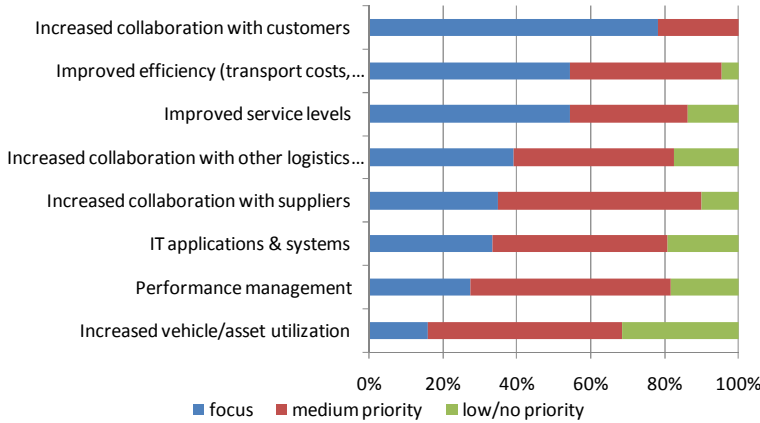 Increased collaboration with customers
Improved efficiency (transport costs,...
Improved service levels
Increased collaboration with other logistics...
Increased collaboration with suppliers
IT applications & systems
Performance management
Increased vehicle/asset utilization
0% 20% 40% 60% 80% 100%
focus medium priority low/no priority